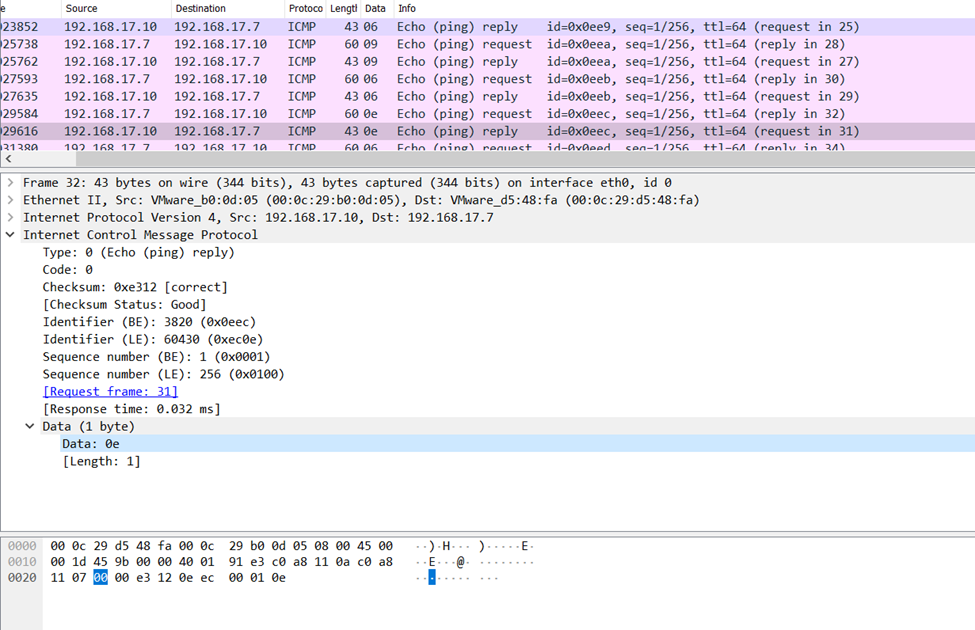 e Source Destination Protoco Lengtl Data Info
023852 192.168.17.10 192.168.17.7 ICMP 43 06 Echo (ping) reply id=0x0ee9, seq=1/256, ttl=64 (request in 25)
025738 192.168.17.7 192.168.17.10 ICMP 60 09 Echo (ping) request id=0x0eea, seq=1/256, ttl=64 (reply in 28)
025762 192.168.17.10 192.168.17.7 ICMP 43 09 Echo (ping) reply id=0x0eea, seq=1/256, ttl=64 (request in 27)
027593 192.168.17.7 192.168.17.10 ICMP 60 06 Echo (ping) request id=0x0eeb, seq=1/256, ttl=64 (reply in 30)
027635 192.168.17.10 192.168.17.7 ICMP 43 06 Echo (ping) reply id=0x0eeb, seq=1/256, ttl=64 (request in 29)
029584 192.168.17.7 192.168.17.10 ICMP 60 0e Echo (ping) request id=0x0eec, seq=1/256, ttl=64 (reply in 32)
029616 192.168.17.10 192.168.17.7 ICMP 43 0e Echo (ping) reply id=0x0eec, seq=1/256, ttl=64 (request in 31)
031380 192.168.17.7 192.168.17.10 ICMP 60 06 Echo (ping) request id=0x0eed, seq=1/256, ttl=64 (reply in 34)
Frame 32: 43 bytes on wire (344 bits), 43 bytes captured (344 bits) on interface eth0, id 0
Ethernet II, Src: VMware_b0:0d:05 (00:0c:29:b0:0d:05), Dst: VMware_d5:48:fa (00:0c:29:d5:48:fa)
Internet Protocol Version 4, Src: 192.168.17.10, Dst: 192.168.17.7
Internet Control Message Protocol
Type: 0 (Echo (ping) reply)
Code: 0
Checksum: 0xe312 [correct]
[Checksum Status: Good]
Identifier (BE): 3820 (0x0eec)
Identifier (LE): 60430 (0xec0e)
Sequence number (BE): 1 (0x0001)
Sequence number (LE): 256 (0x0100)
[Request frame: 31]
[Response time: 0.032 ms]
Data (1 byte)
Data: 0e
[Length: 1]
0000 00 0c 29 d5 48 fa 00 0c 29 b0 0d 05 08 00 45 00 ··)·H··· )·····E·
0010 00 1d 45 9b 00 00 40 01 91 e3 c0 a8 11 0a c0 a8 ··E···@· ········
0020 11 07 00 00 e3 12 0e ec 00 01 0e ········ ···